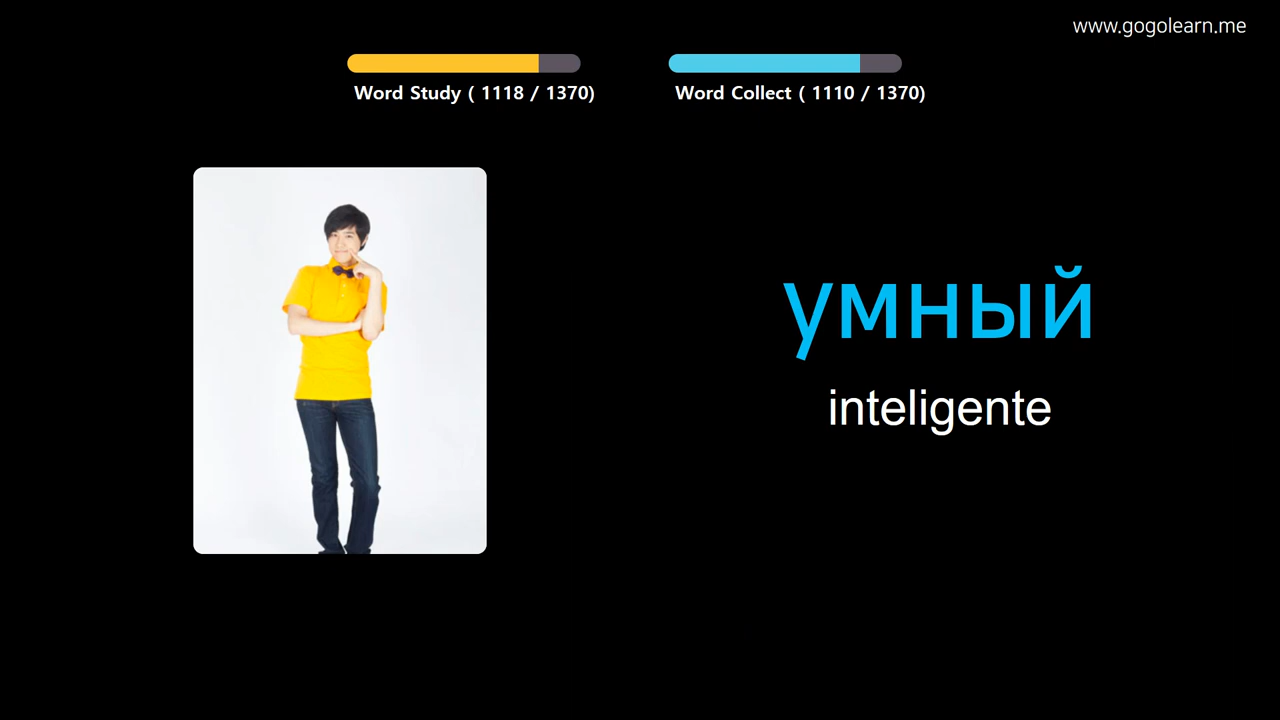 www.gogolearn.me
Word Study ( 1118 / 1370)
Word Collect ( 1110 / 1370)
умный
inteligente